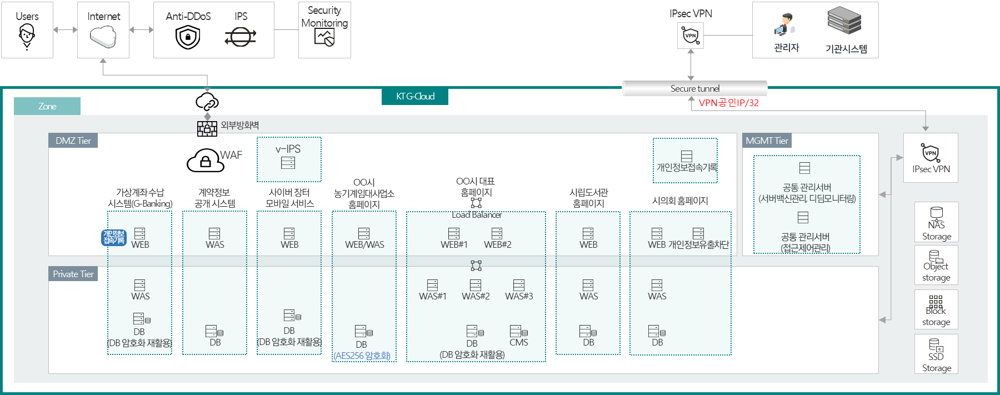 Users
Internet
Anti-DDoS
IPS
Security
Monitoring
IPsec VPN
VPN
관리자
기관시스템
Secure tunnel
KT G-Cloud
VPN공인IP/32
Zone
외부방화벽
DMZ Tier
WAF
v-IPS
개인정보접속기록
MGMT Tier
공통 관리서버
(서버백신관리, 디딤모니터링)
공통 관리서버
(접근제어관리)
VPN
IPsec VPN
가상계좌 수납
시스템(G-Banking)
계약정보
공개 시스템
사이버 장터
모바일 서비스
OO시
농기계임대사업소
홈페이지
OO시 대표
홈페이지
Load Balancer
시립도서관
홈페이지
시의회 홈페이지
개인정보
접속기록
WEB
WAS
WEB
WEB/WAS
WEB#1
WEB#2
WEB
WEB
개인정보유출차단
Private Tier
WAS
WAS#1
WAS#2
WAS#3
WAS
WAS
DB
(DB 암호화 재활용)
DB
DB
(DB 암호화 재활용)
DB
(AES256 암호화)
DB
(DB 암호화 재활용)
CMS
DB
DB
NAS
Storage
Object
storage
Block
storage
SSD
Storage